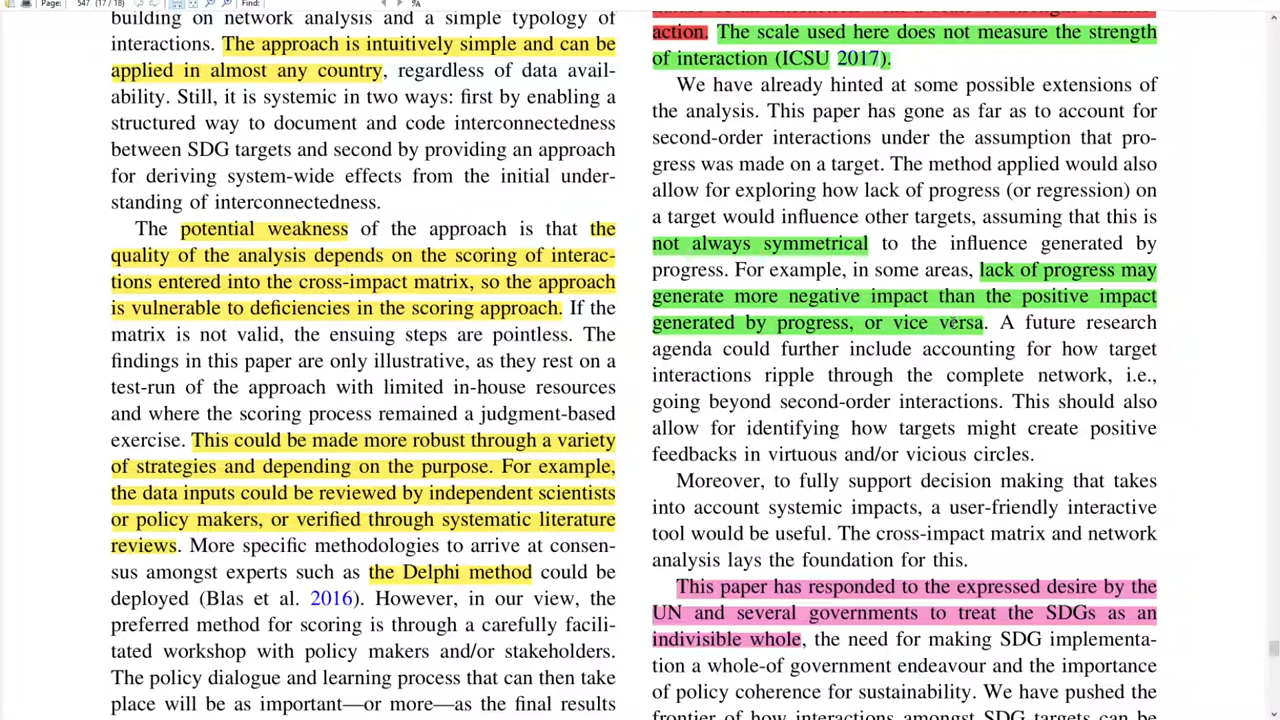 Page:
547 (17 / 18)
Find:
building on network analysis and a simple typology of
interactions. The approach is intuitively simple and can be
applied in almost any country, regardless of data avail-
ability. Still, it is systemic in two ways: first by enabling a
structured way to document and code interconnectedness
between SDG targets and second by providing an approach
for deriving system-wide effects from the initial under-
standing of interconnectedness.
The potential weakness of the approach is that the
quality of the analysis depends on the scoring of interac-
tions entered into the cross-impact matrix, so the approach
is vulnerable to deficiencies in the scoring approach. If the
matrix is not valid, the ensuing steps are pointless. The
findings in this paper are only illustrative, as they rest on a
test-run of the approach with limited in-house resources
and where the scoring process remained a judgment-based
exercise. This could be made more robust through a variety
of strategies and depending on the purpose. For example,
the data inputs could be reviewed by independent scientists
or policy makers, or verified through systematic literature
reviews. More specific methodologies to arrive at consen-
sus amongst experts such as the Delphi method could be
deployed (Blas et al. 2016). However, in our view, the
preferred method for scoring is through a carefully facili-
tated workshop with policy makers and/or stakeholders.
The policy dialogue and learning process that can then take
place will be as important—or more—as the final results
action. The scale used here does not measure the strength
of interaction (ICSU 2017).
We have already hinted at some possible extensions of
the analysis. This paper has gone as far as to account for
second-order interactions under the assumption that pro-
gress was made on a target. The method applied would also
allow for exploring how lack of progress (or regression) on
a target would influence other targets, assuming that this is
not always symmetrical to the influence generated by
progress. For example, in some areas, lack of progress may
generate more negative impact than the positive impact
generated by progress, or vice versa. A future research
agenda could further include accounting for how target
interactions ripple through the complete network, i.e.,
going beyond second-order interactions. This should also
allow for identifying how targets might create positive
feedbacks in virtuous and/or vicious circles.
Moreover, to fully support decision making that takes
into account systemic impacts, a user-friendly interactive
tool would be useful. The cross-impact matrix and network
analysis lays the foundation for this.
This paper has responded to the expressed desire by the
UN and several governments to treat the SDGs as an
indivisible whole, the need for making SDG implementa-
tion a whole-of government endeavour and the importance
of policy coherence for sustainability. We have pushed the
frontier of how interactions amongst SDG targets can be